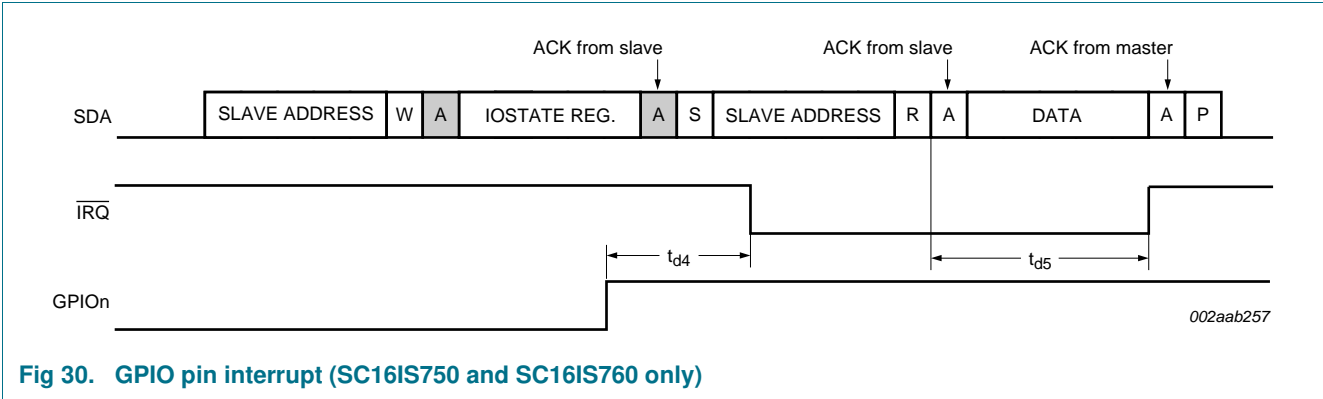 ACK from slave ACK from slave ACK from master
SDA SLAVE ADDRESS W A IOSTATE REG. A S SLAVE ADDRESS R A DATA A P
IRQ
td4 td5
GPIOn
002aab257
Fig 30. GPIO pin interrupt (SC16IS750 and SC16IS760 only)